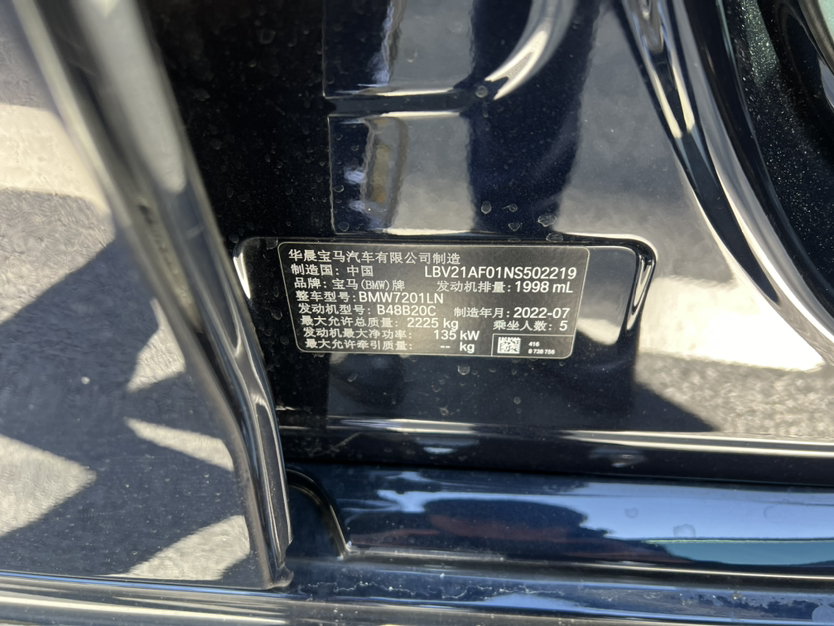 华晨宝马汽车有限公司制造
制造国：中国 LBV21AF01NS502219
品牌：宝马(BMW)牌 发动机排量：1998 mL
整车型号：BMW7201LN
发动机型号：B48B20C 制造年月：2022-07
最大允许总质量：2225 kg 乘坐人数：5
发动机最大净功率： 135 kW
最大允许牵引质量： -- kg
416
8 739 756